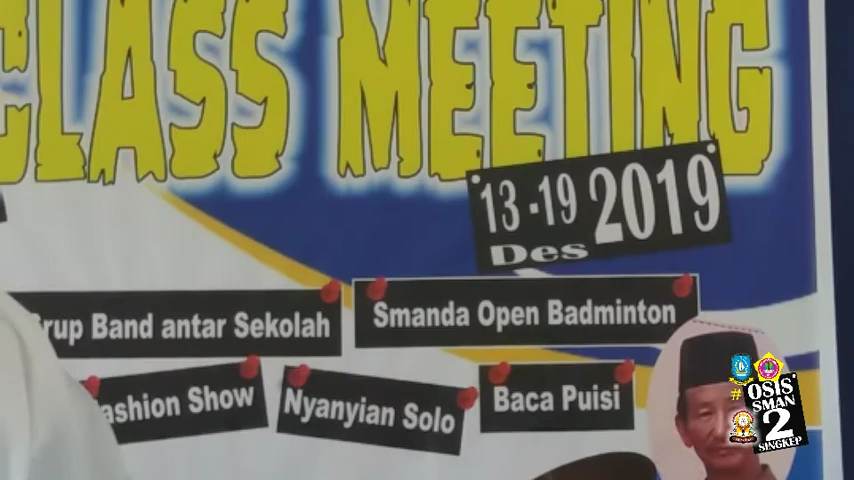 CLASS MEETING
13-19 2019
Des
Grup Band antar Sekolah
Smanda Open Badminton
Fashion Show
Nyanyian Solo
Baca Puisi
# OSIS
SMAN
2
SINGKEP